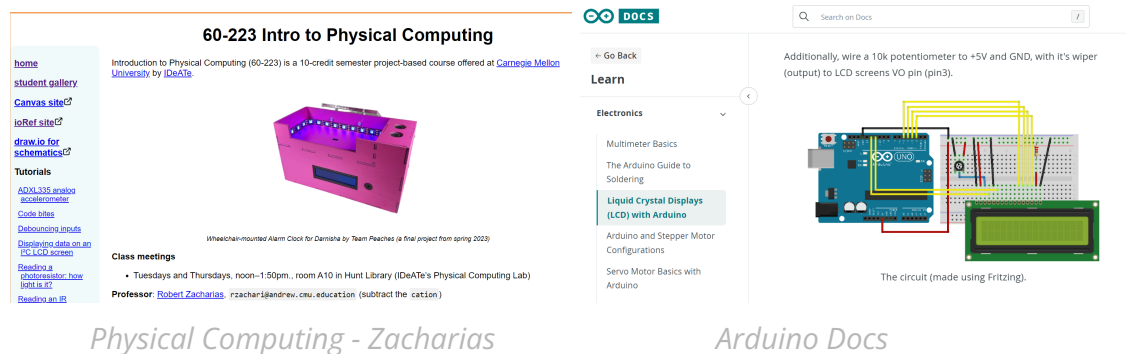 60-223 Intro to Physical Computing
home
student gallery
Canvas site
ioRef site
draw.io for
schematics
Tutorials
ADXL335 analog
accelerometer
Code bites
Debouncing inputs
Displaying data on an
I²C LCD screen
Reading a
photoresistor: how
light is it?
Reading an IR
Introduction to Physical Computing (60-223) is a 10-credit semester project-based course offered at Carnegie Mellon
University by IDeATe.
Wheelchair-mounted Alarm Clock for Darnisha by Team Peaches (a final project from spring 2023)
Class meetings
• Tuesdays and Thursdays, noon–1:50pm., room A10 in Hunt Library (IDeATe's Physical Computing Lab)
Professor: Robert Zacharias, rzachari@andrew.cmu.education (subtract the cation)
Physical Computing - Zacharias
DOCS
Search on Docs
/
← Go Back
Learn
Electronics
Multimeter Basics
The Arduino Guide to
Soldering
Liquid Crystal Displays
(LCD) with Arduino
Arduino and Stepper Motor
Configurations
Servo Motor Basics with
Arduino
Additionally, wire a 10k potentiometer to +5V and GND, with it's wiper
(output) to LCD screens VO pin (pin3).
UNO
The circuit (made using Fritzing).
Arduino Docs